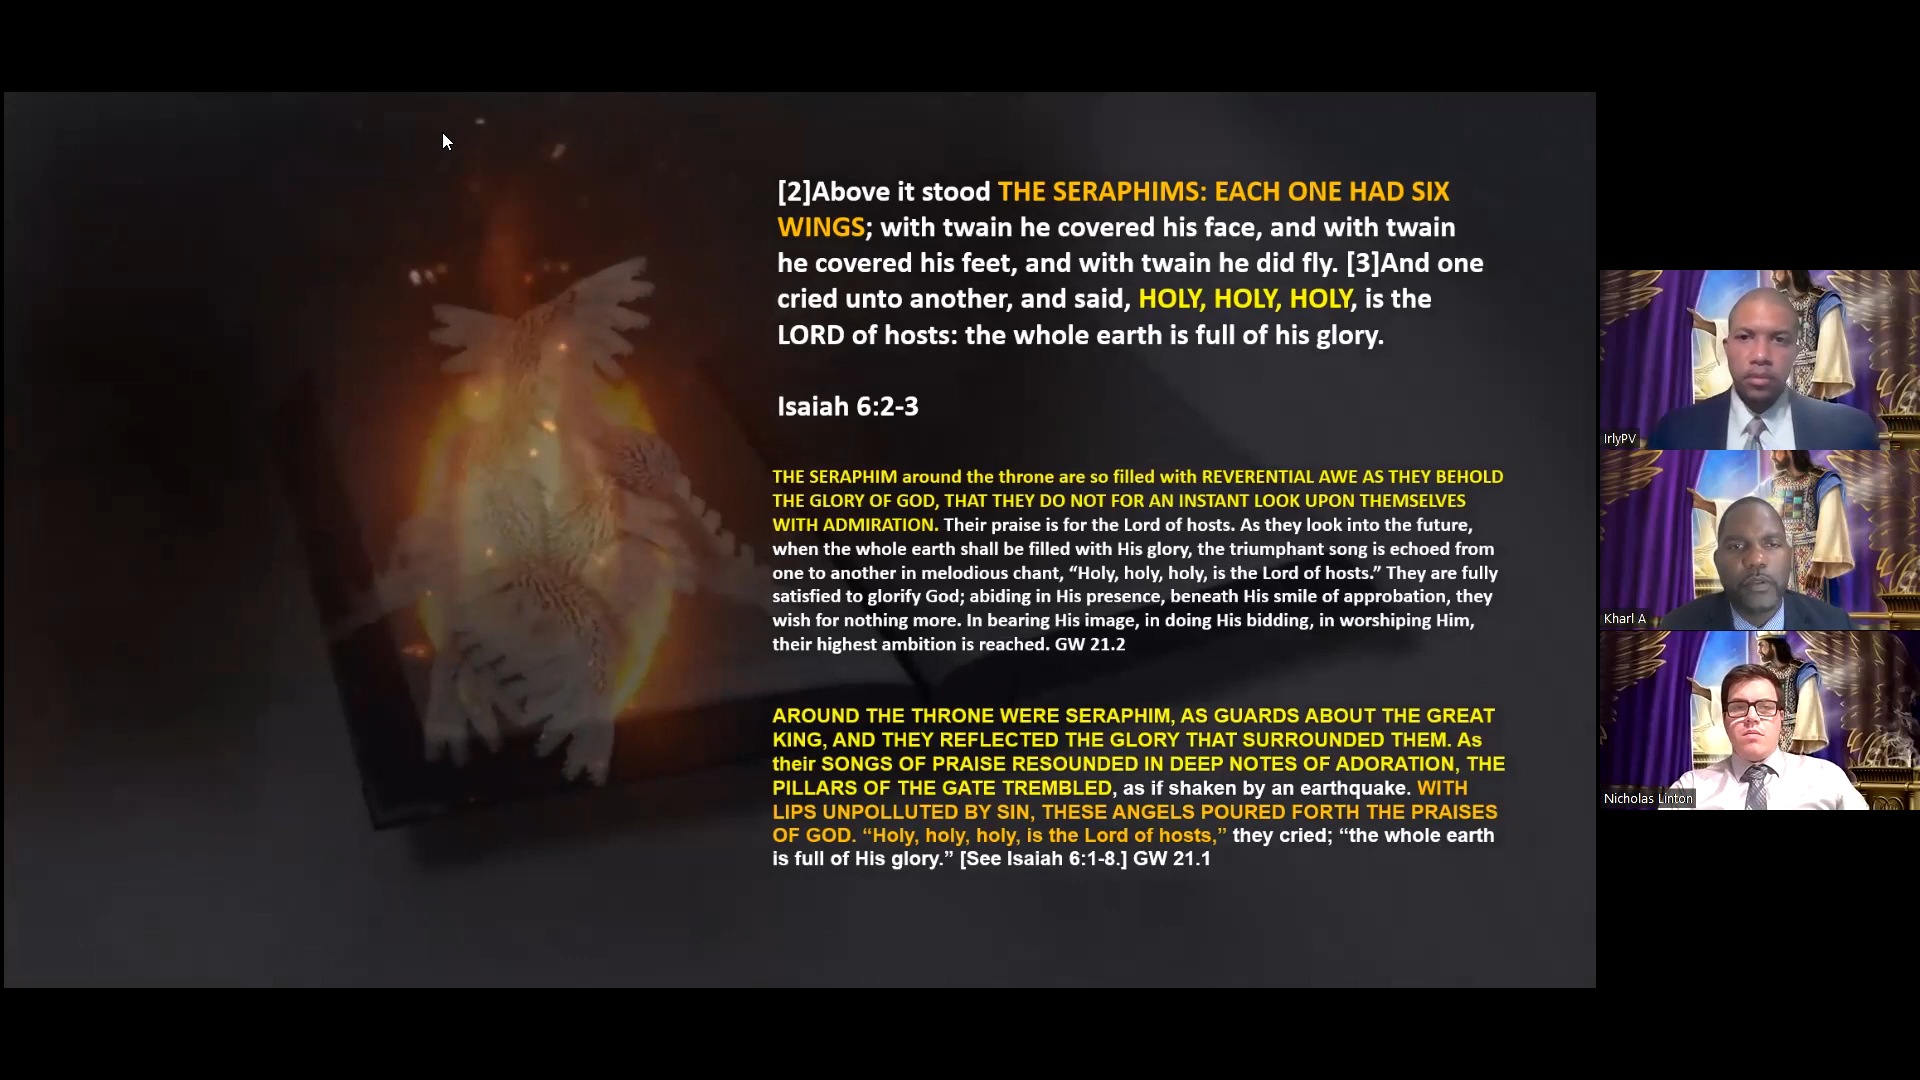 [2]Above it stood THE SERAPHIMS: EACH ONE HAD SIX
WINGS; with twain he covered his face, and with twain
he covered his feet, and with twain he did fly. [3]And one
cried unto another, and said, HOLY, HOLY, HOLY, is the
LORD of hosts: the whole earth is full of his glory.
Isaiah 6:2-3
THE SERAPHIM around the throne are so filled with REVERENTIAL AWE AS THEY BEHOLD
THE GLORY OF GOD, THAT THEY DO NOT FOR AN INSTANT LOOK UPON THEMSELVES
WITH ADMIRATION. Their praise is for the Lord of hosts. As they look into the future,
when the whole earth shall be filled with His glory, the triumphant song is echoed from
one to another in melodious chant, “Holy, holy, holy, is the Lord of hosts.” They are fully
satisfied to glorify God; abiding in His presence, beneath His smile of approbation, they
wish for nothing more. In bearing His image, in doing His bidding, in worshiping Him,
their highest ambition is reached. GW 21.2
AROUND THE THRONE WERE SERAPHIM, AS GUARDS ABOUT THE GREAT
KING, AND THEY REFLECTED THE GLORY THAT SURROUNDED THEM. As
their SONGS OF PRAISE RESOUNDED IN DEEP NOTES OF ADORATION, THE
PILLARS OF THE GATE TREMBLED, as if shaken by an earthquake. WITH
LIPS UNPOLLUTED BY SIN, THESE ANGELS POURED FORTH THE PRAISES
OF GOD. “Holy, holy, holy, is the Lord of hosts,” they cried; “the whole earth
is full of His glory.” [See Isaiah 6:1-8.] GW 21.1
IrlyPV
Kharl A
Nicholas Linton